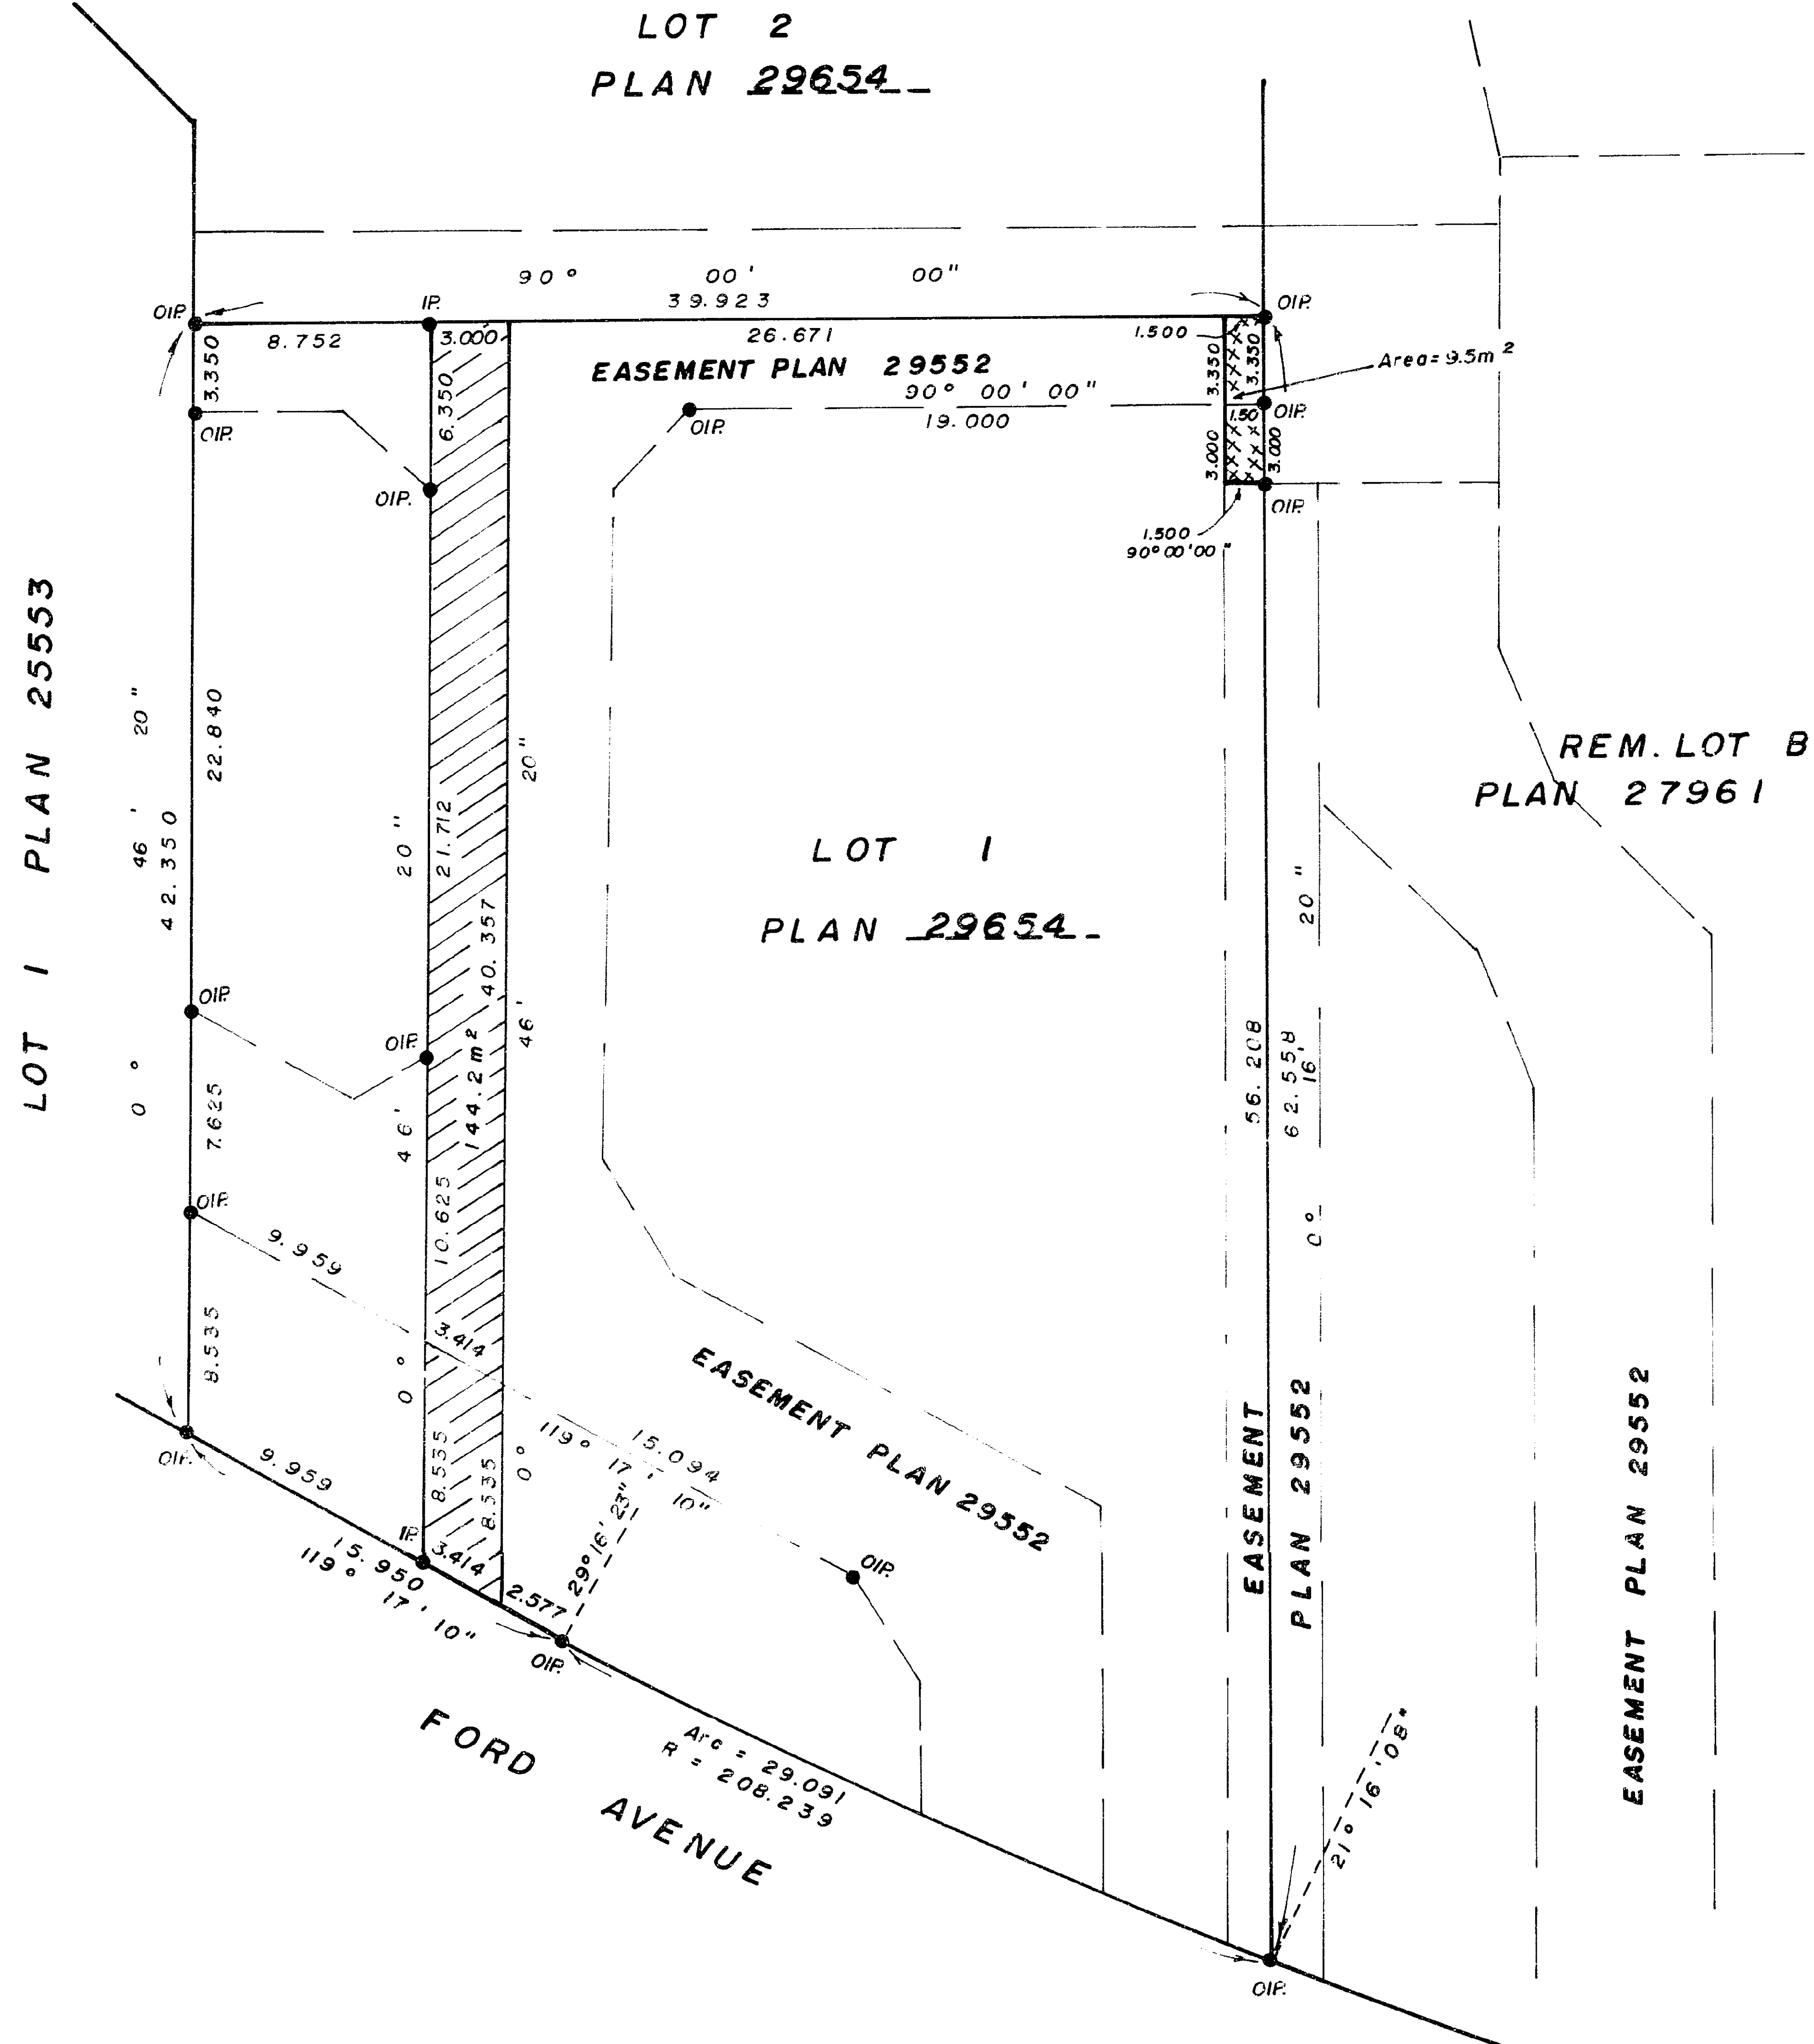 LOT 2
PLAN 29654
90° 00' 00"
39.923
OIP.
IP.
OIP.
8.752
3.000
26.671
1.500
3.350
6.350
EASEMENT PLAN 29552
3.350
3.350
Area = 9.5m²
90° 00' 00"
19.000
OIP.
OIP.
1.50
OIP.
3.000
3.000
OIP.
OIP.
1.500
90°00'00"
LOT 1 PLAN 25553
0° 46' 20"
42.350
22.840
0° 46' 20"
21.712
40.357
0° 46' 20"
144.2m²
REM. LOT B
PLAN 27961
LOT 1
PLAN 29654
OIP.
OIP.
56.208
62.558
0° 16' 20"
7.625
10.625
OIP.
9.959
3.414
8.535
8.535
8.535
EASEMENT PLAN 29552
15.094
119° 17' 10"
29°16'23"
EASEMENT
PLAN 29552
EASEMENT PLAN 29552
OIP.
9.959
IP.
3.414
2.577
15.950
119° 17' 10"
OIP.
OIP.
FORD
AVENUE
Arc = 29.091
R = 208.239
21° 16' 08"
OIP.